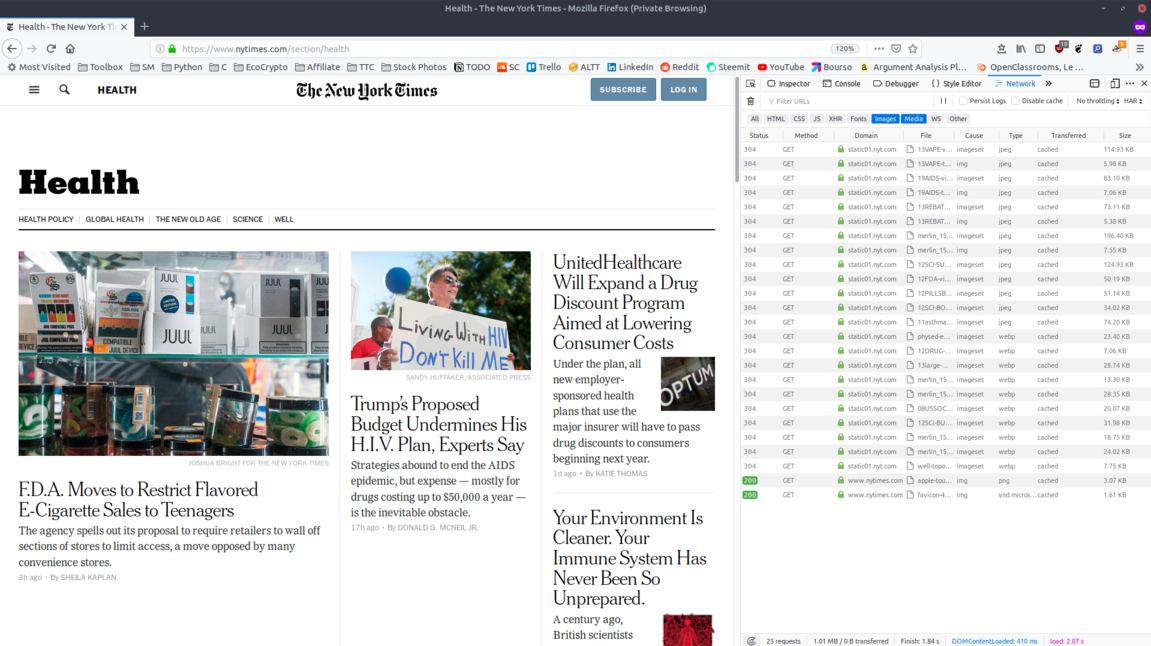 Health - The New York Times - Mozilla Firefox (Private Browsing)
Health - The New York Ti
https://www.nytimes.com/section/health
120%
Most Visited Toolbox SM Python C EcoCrypto Affiliate TTC Stock Photos TODO SC Trello ALTT LinkedIn Reddit Steemit YouTube Bourso Argument Analysis Pl... OpenClassrooms, Le ...
HEALTH
The New York Times
SUBSCRIBE
LOG IN
Health
HEALTH POLICY GLOBAL HEALTH THE NEW OLD AGE SCIENCE WELL
JUUL
JUUL
JOSHUA BRIGHT FOR THE NEW YORK TIMES
F.D.A. Moves to Restrict Flavored
E-Cigarette Sales to Teenagers
The agency spells out its proposal to require retailers to wall off
sections of stores to limit access, a move opposed by many
convenience stores.
3h ago · By SHEILA KAPLAN
LIVING WITH HIV
DON'T KILL ME
SANDY HUFFAKER/ASSOCIATED PRESS
Trump's Proposed
Budget Undermines His
H.I.V. Plan, Experts Say
Strategies abound to end the AIDS
epidemic, but expense — mostly for
drugs costing up to $50,000 a year —
is the inevitable obstacle.
17h ago · By DONALD G. MCNEIL JR.
UnitedHealthcare
Will Expand a Drug
Discount Program
Aimed at Lowering
Consumer Costs
Under the plan, all
new employer-
sponsored health
plans that use the
major insurer will have to pass
drug discounts to consumers
beginning next year.
OPTUM
1d ago · By KATIE THOMAS
Your Environment Is
Cleaner. Your
Immune System Has
Never Been So
Unprepared.
A century ago,
British scientists
Inspector Console Debugger Style Editor Network
Filter URLs
Persist Logs Disable cache No throttling HAR
All HTML CSS JS XHR Fonts Images Media WS Other
Status Method Domain File Cause Type Transferred Size
304 GET static01.nyt.com 13VAPE-v... imageset jpeg cached 114.93 KB
304 GET static01.nyt.com 13VAPE-t... img jpeg cached 5.98 KB
304 GET static01.nyt.com 19AIDS-vi... imageset jpeg cached 83.10 KB
304 GET static01.nyt.com 19AIDS-t... img jpeg cached 7.06 KB
304 GET static01.nyt.com 13REBAT... imageset jpeg cached 73.11 KB
304 GET static01.nyt.com 13REBAT... img jpeg cached 5.38 KB
304 GET static01.nyt.com merlin_15... imageset jpeg cached 196.40 KB
304 GET static01.nyt.com merlin_15... img jpeg cached 7.55 KB
304 GET static01.nyt.com 12SCI-SU... imageset jpeg cached 124.93 KB
304 GET static01.nyt.com 12FDA-vi... imageset jpeg cached 50.19 KB
304 GET static01.nyt.com 12PILLSB... imageset jpeg cached 51.14 KB
304 GET static01.nyt.com 12SCI-BO... imageset jpeg cached 34.02 KB
304 GET static01.nyt.com 11asthma... imageset jpeg cached 74.20 KB
304 GET static01.nyt.com physed-e... imageset webp cached 23.40 KB
304 GET static01.nyt.com 12DRUG-... imageset webp cached 7.06 KB
304 GET static01.nyt.com 13large-... imageset webp cached 28.74 KB
304 GET static01.nyt.com merlin_15... imageset webp cached 13.30 KB
304 GET static01.nyt.com merlin_15... imageset webp cached 28.35 KB
304 GET static01.nyt.com 08USSOC... imageset webp cached 20.07 KB
304 GET static01.nyt.com 12SCI-BU... imageset webp cached 31.98 KB
304 GET static01.nyt.com merlin_15... imageset webp cached 18.75 KB
304 GET static01.nyt.com merlin_15... imageset webp cached 24.02 KB
304 GET static01.nyt.com well-topo... imageset webp cached 7.75 KB
200 GET www.nytimes.com apple-tou... img png cached 3.07 KB
200 GET www.nytimes.com favicon-4... img vnd.micros... cached 1.61 KB
25 requests 1.01 MB / 0 B transferred Finish: 1.84 s DOMContentLoaded: 410 ms load: 2.07 s